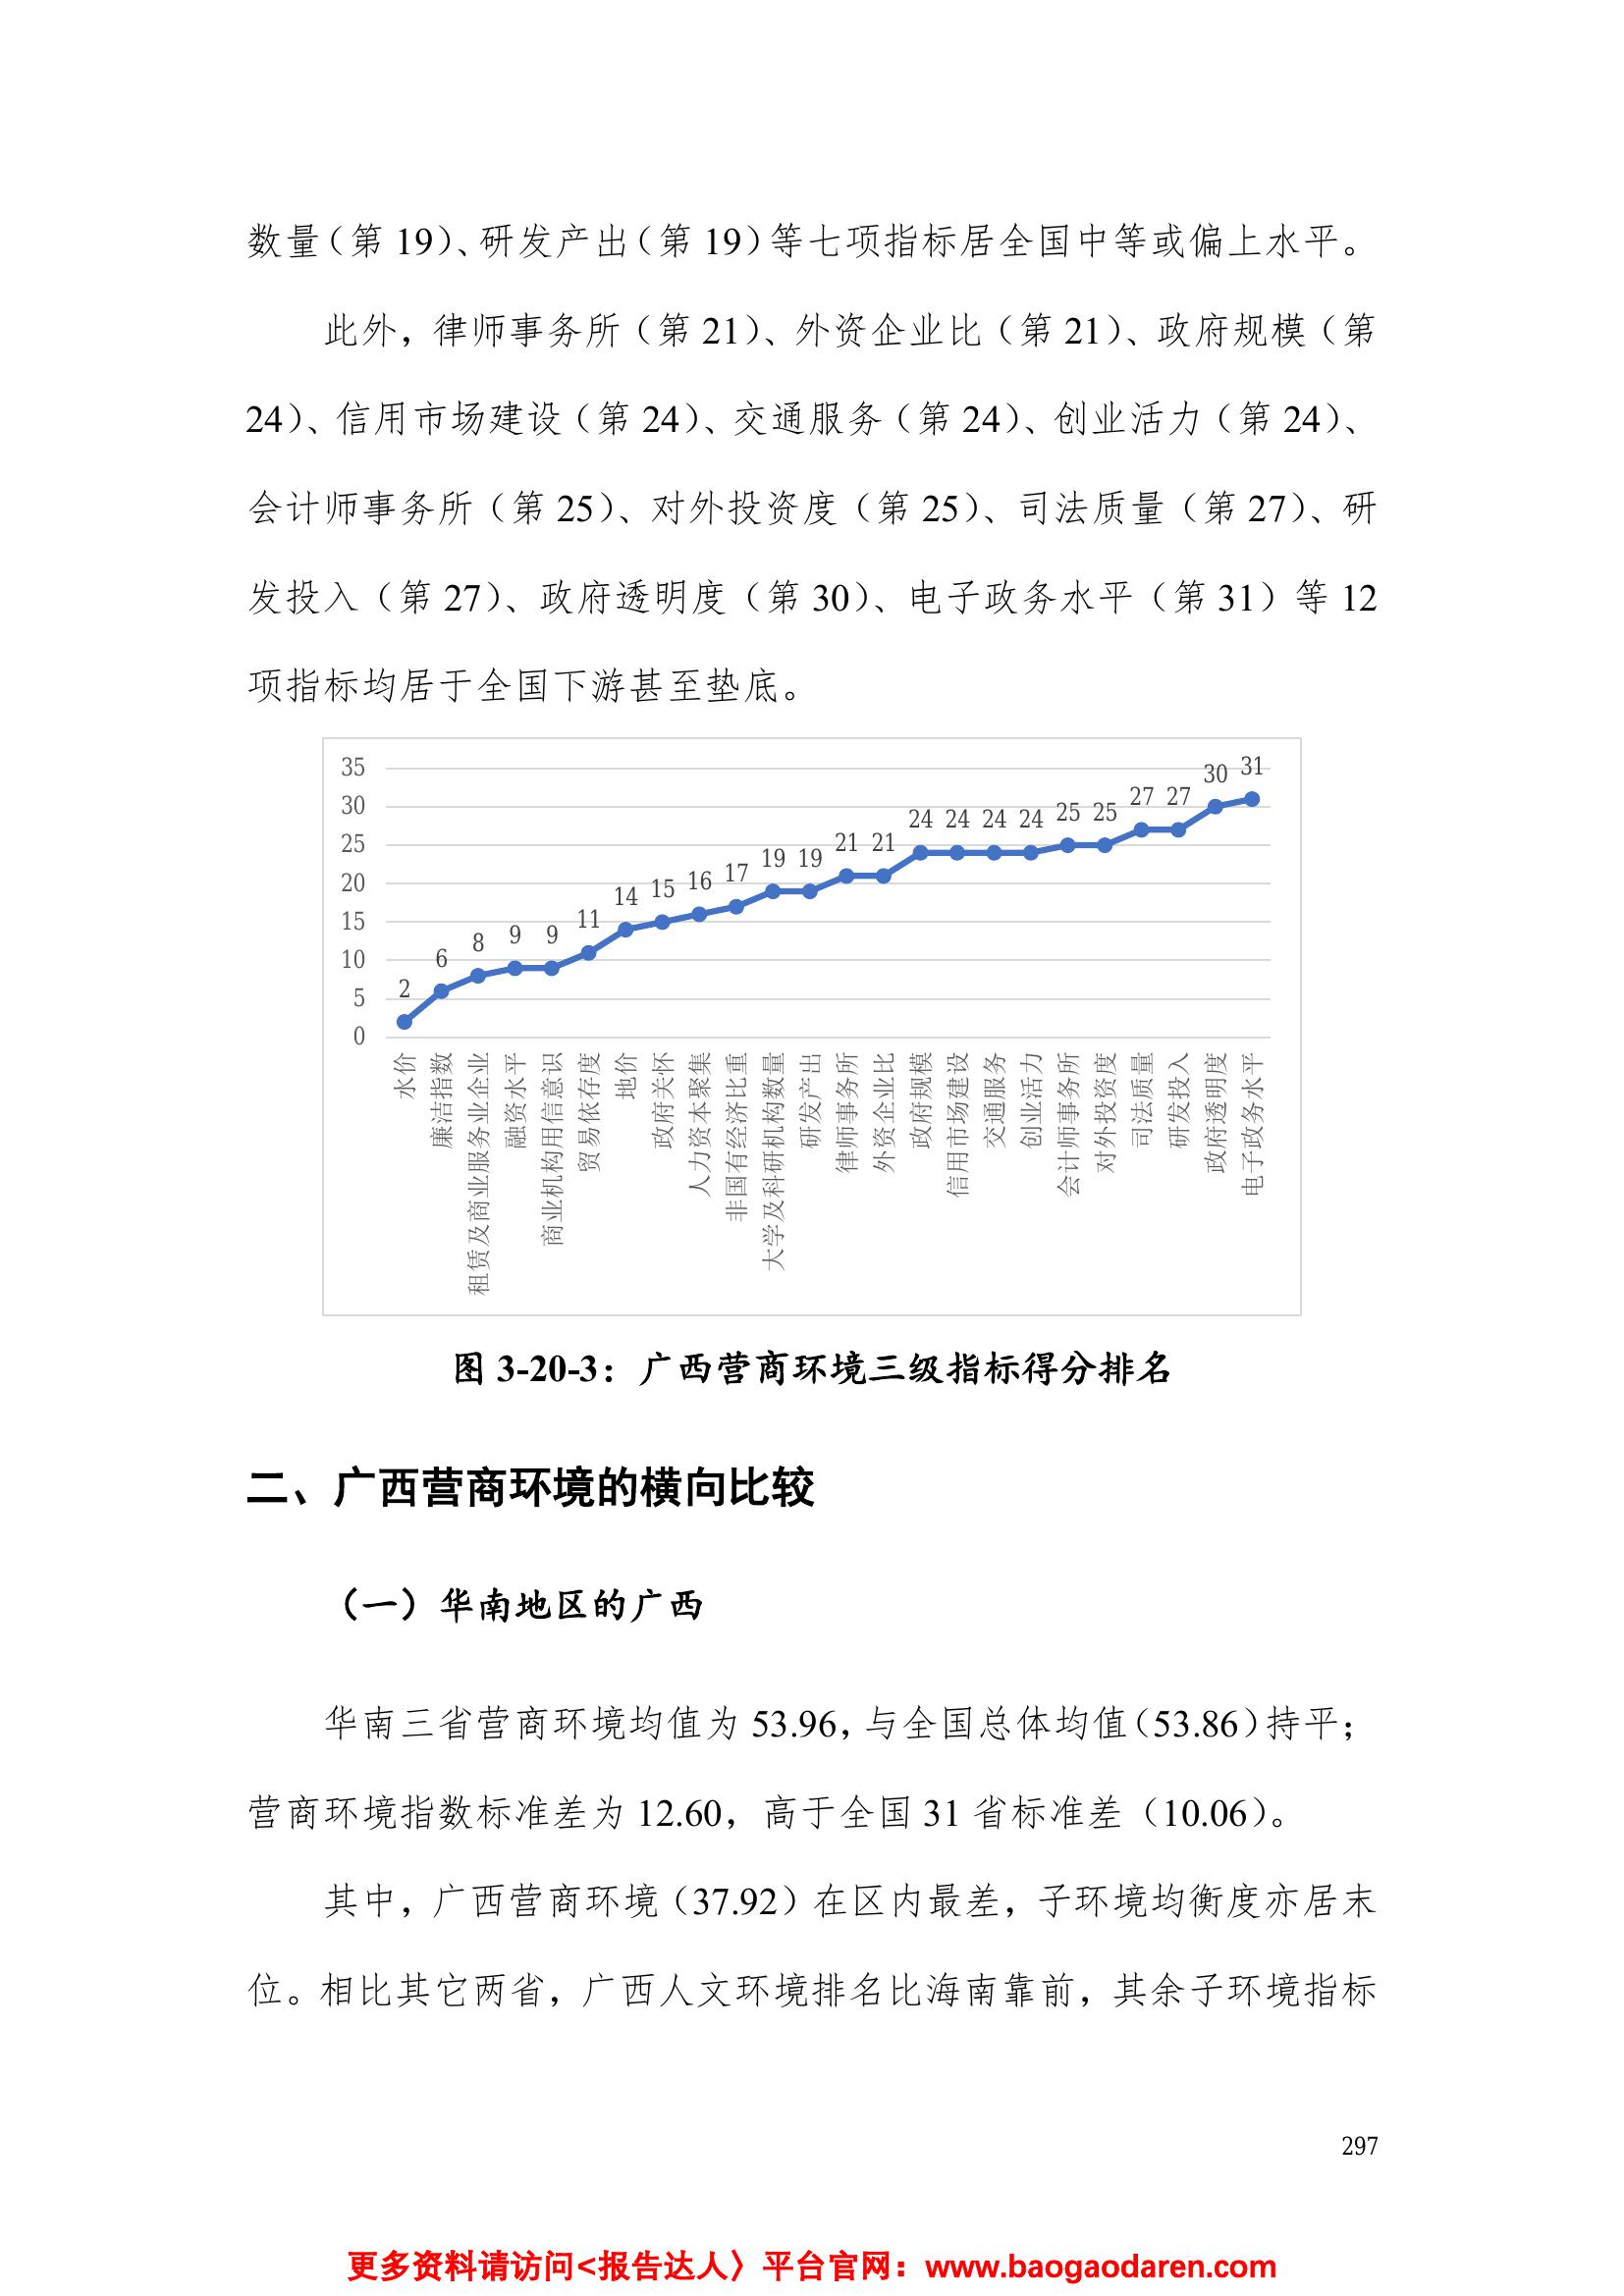 数量（第 19）、研发产出（第 19）等七项指标居全国中等或偏上水平。
此外，律师事务所（第 21）、外资企业比（第 21）、政府规模（第
24）、信用市场建设（第 24）、交通服务（第 24）、创业活力（第 24）、
会计师事务所（第 25）、对外投资度（第 25）、司法质量（第 27）、研
发投入（第 27）、政府透明度（第 30）、电子政务水平（第 31）等 12
项指标均居于全国下游甚至垫底。
35
30
25
20
15
10
5
0
2
6
8
9
9
11
14
15
16
17
19
19
21
21
24
24
24
24
25
25
27
27
30
31
水价
廉洁指数
租赁及商业服务业企业
融资水平
商业机构用信意识
贸易依存度
地价
政府关怀
人力资本聚集
非国有经济比重
大学及科研机构数量
研发产出
律师事务所
外资企业比
政府规模
信用市场建设
交通服务
创业活力
会计师事务所
对外投资度
司法质量
研发投入
政府透明度
电子政务水平
图 3-20-3：广西营商环境三级指标得分排名
二、广西营商环境的横向比较
（一）华南地区的广西
华南三省营商环境均值为 53.96，与全国总体均值（53.86）持平；
营商环境指数标准差为 12.60，高于全国 31 省标准差（10.06）。
其中，广西营商环境（37.92）在区内最差，子环境均衡度亦居末
位。相比其它两省，广西人文环境排名比海南靠前，其余子环境指标
297
更多资料请访问<报告达人〉平台官网：www.baogaodaren.com